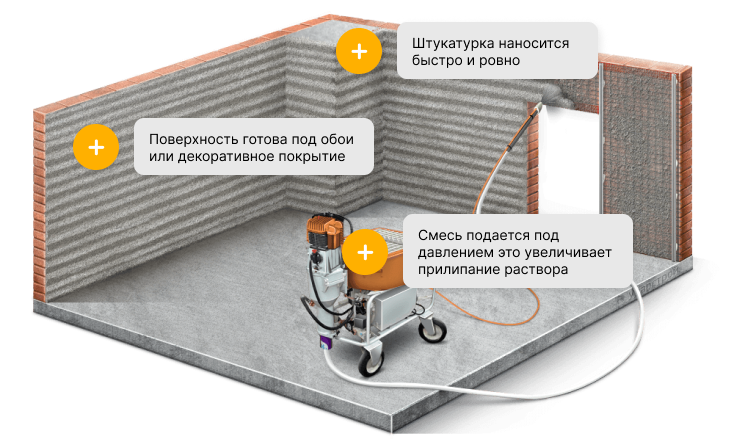 Штукатурка наносится
быстро и ровно
Поверхность готова под обои
или декоративное покрытие
Смесь подается под
давлением это увеличивает
прилипание раствора